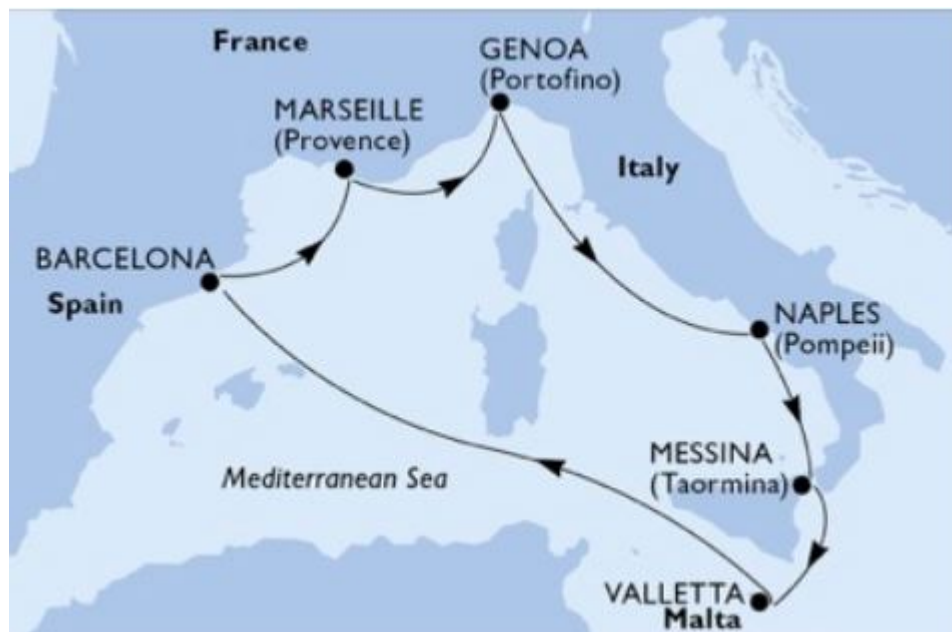 France
GENOA
(Portofino)
MARSEILLE
(Provence)
Italy
BARCELONA
Spain
NAPLES
(Pompeii)
MESSINA
(Taormina)
Mediterranean Sea
VALLETTA
Malta